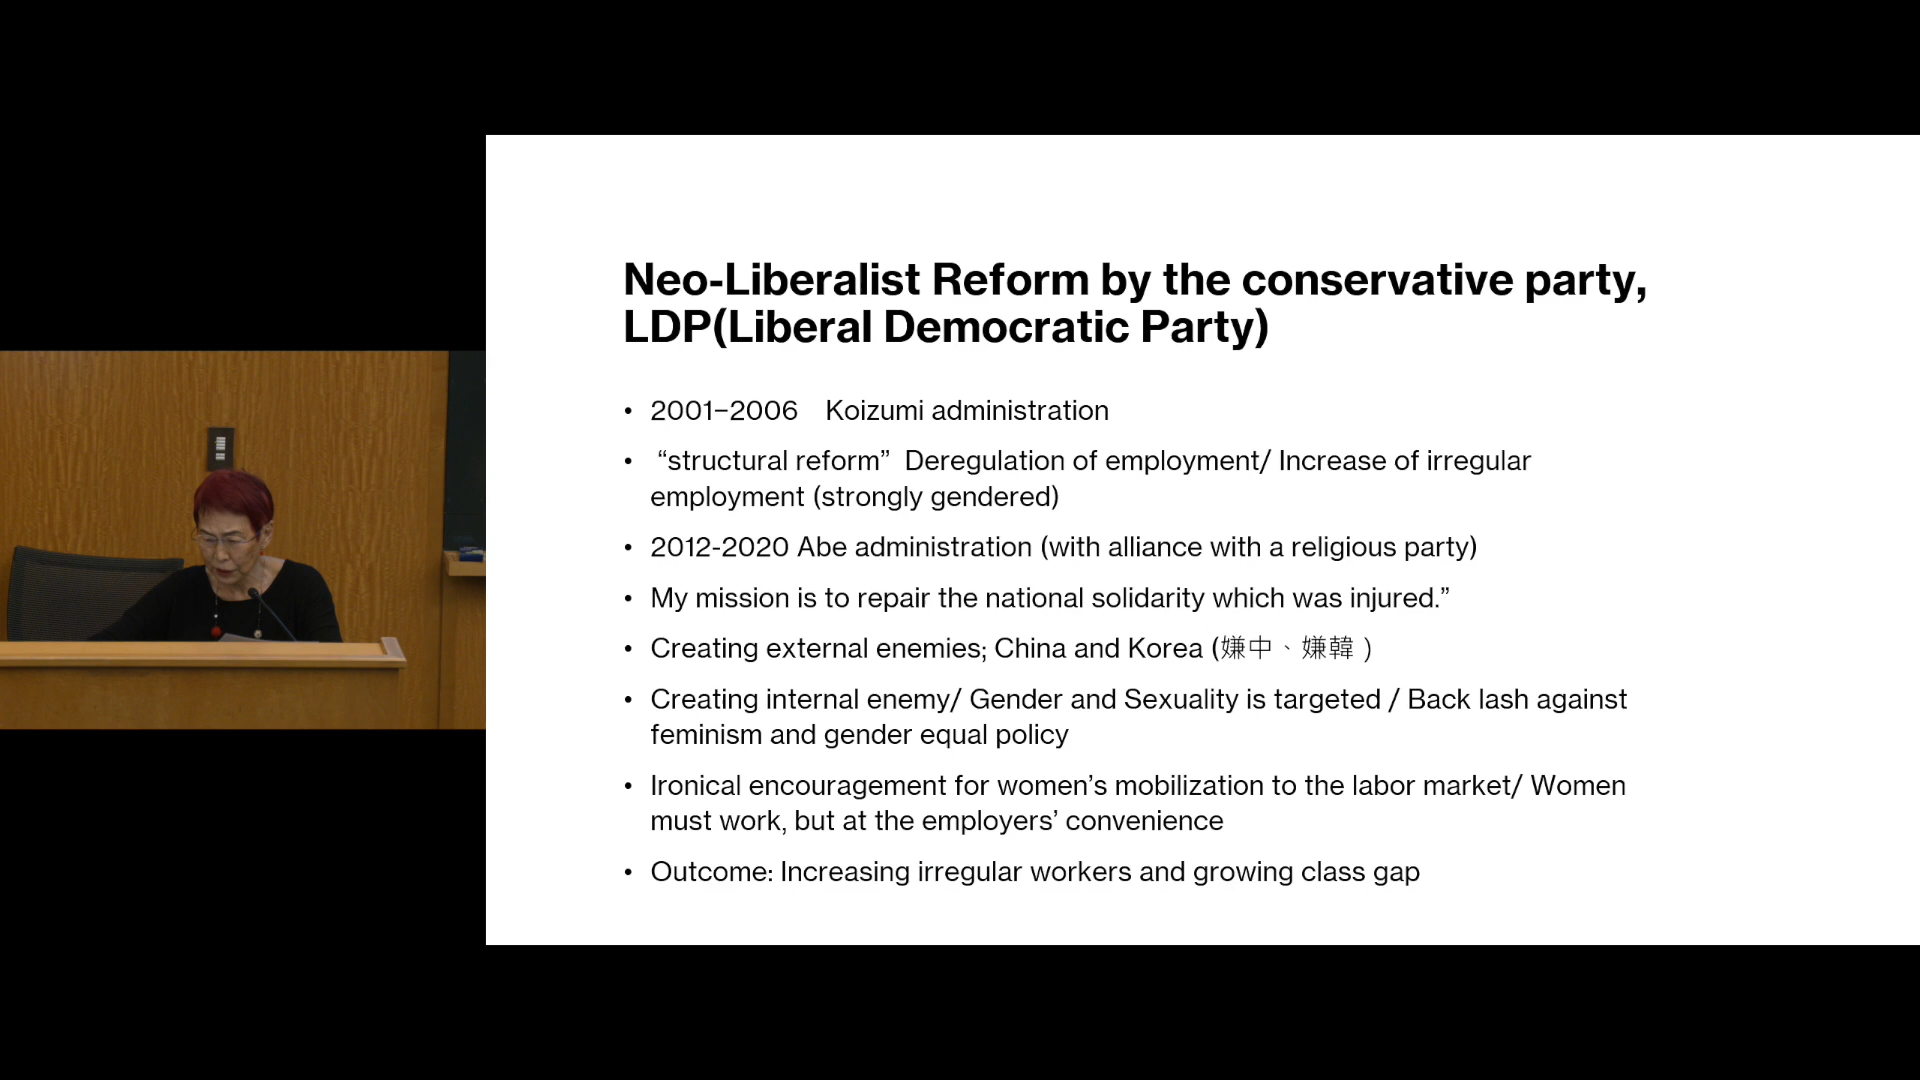 Neo-Liberalist Reform by the conservative party,
LDP(Liberal Democratic Party)
• 2001–2006　Koizumi administration
• “structural reform” Deregulation of employment/ Increase of irregular
employment (strongly gendered)
• 2012-2020 Abe administration (with alliance with a religious party)
• My mission is to repair the national solidarity which was injured.”
• Creating external enemies; China and Korea (嫌中、嫌韓 )
• Creating internal enemy/ Gender and Sexuality is targeted / Back lash against
feminism and gender equal policy
• Ironical encouragement for women’s mobilization to the labor market/ Women
must work, but at the employers’ convenience
• Outcome: Increasing irregular workers and growing class gap